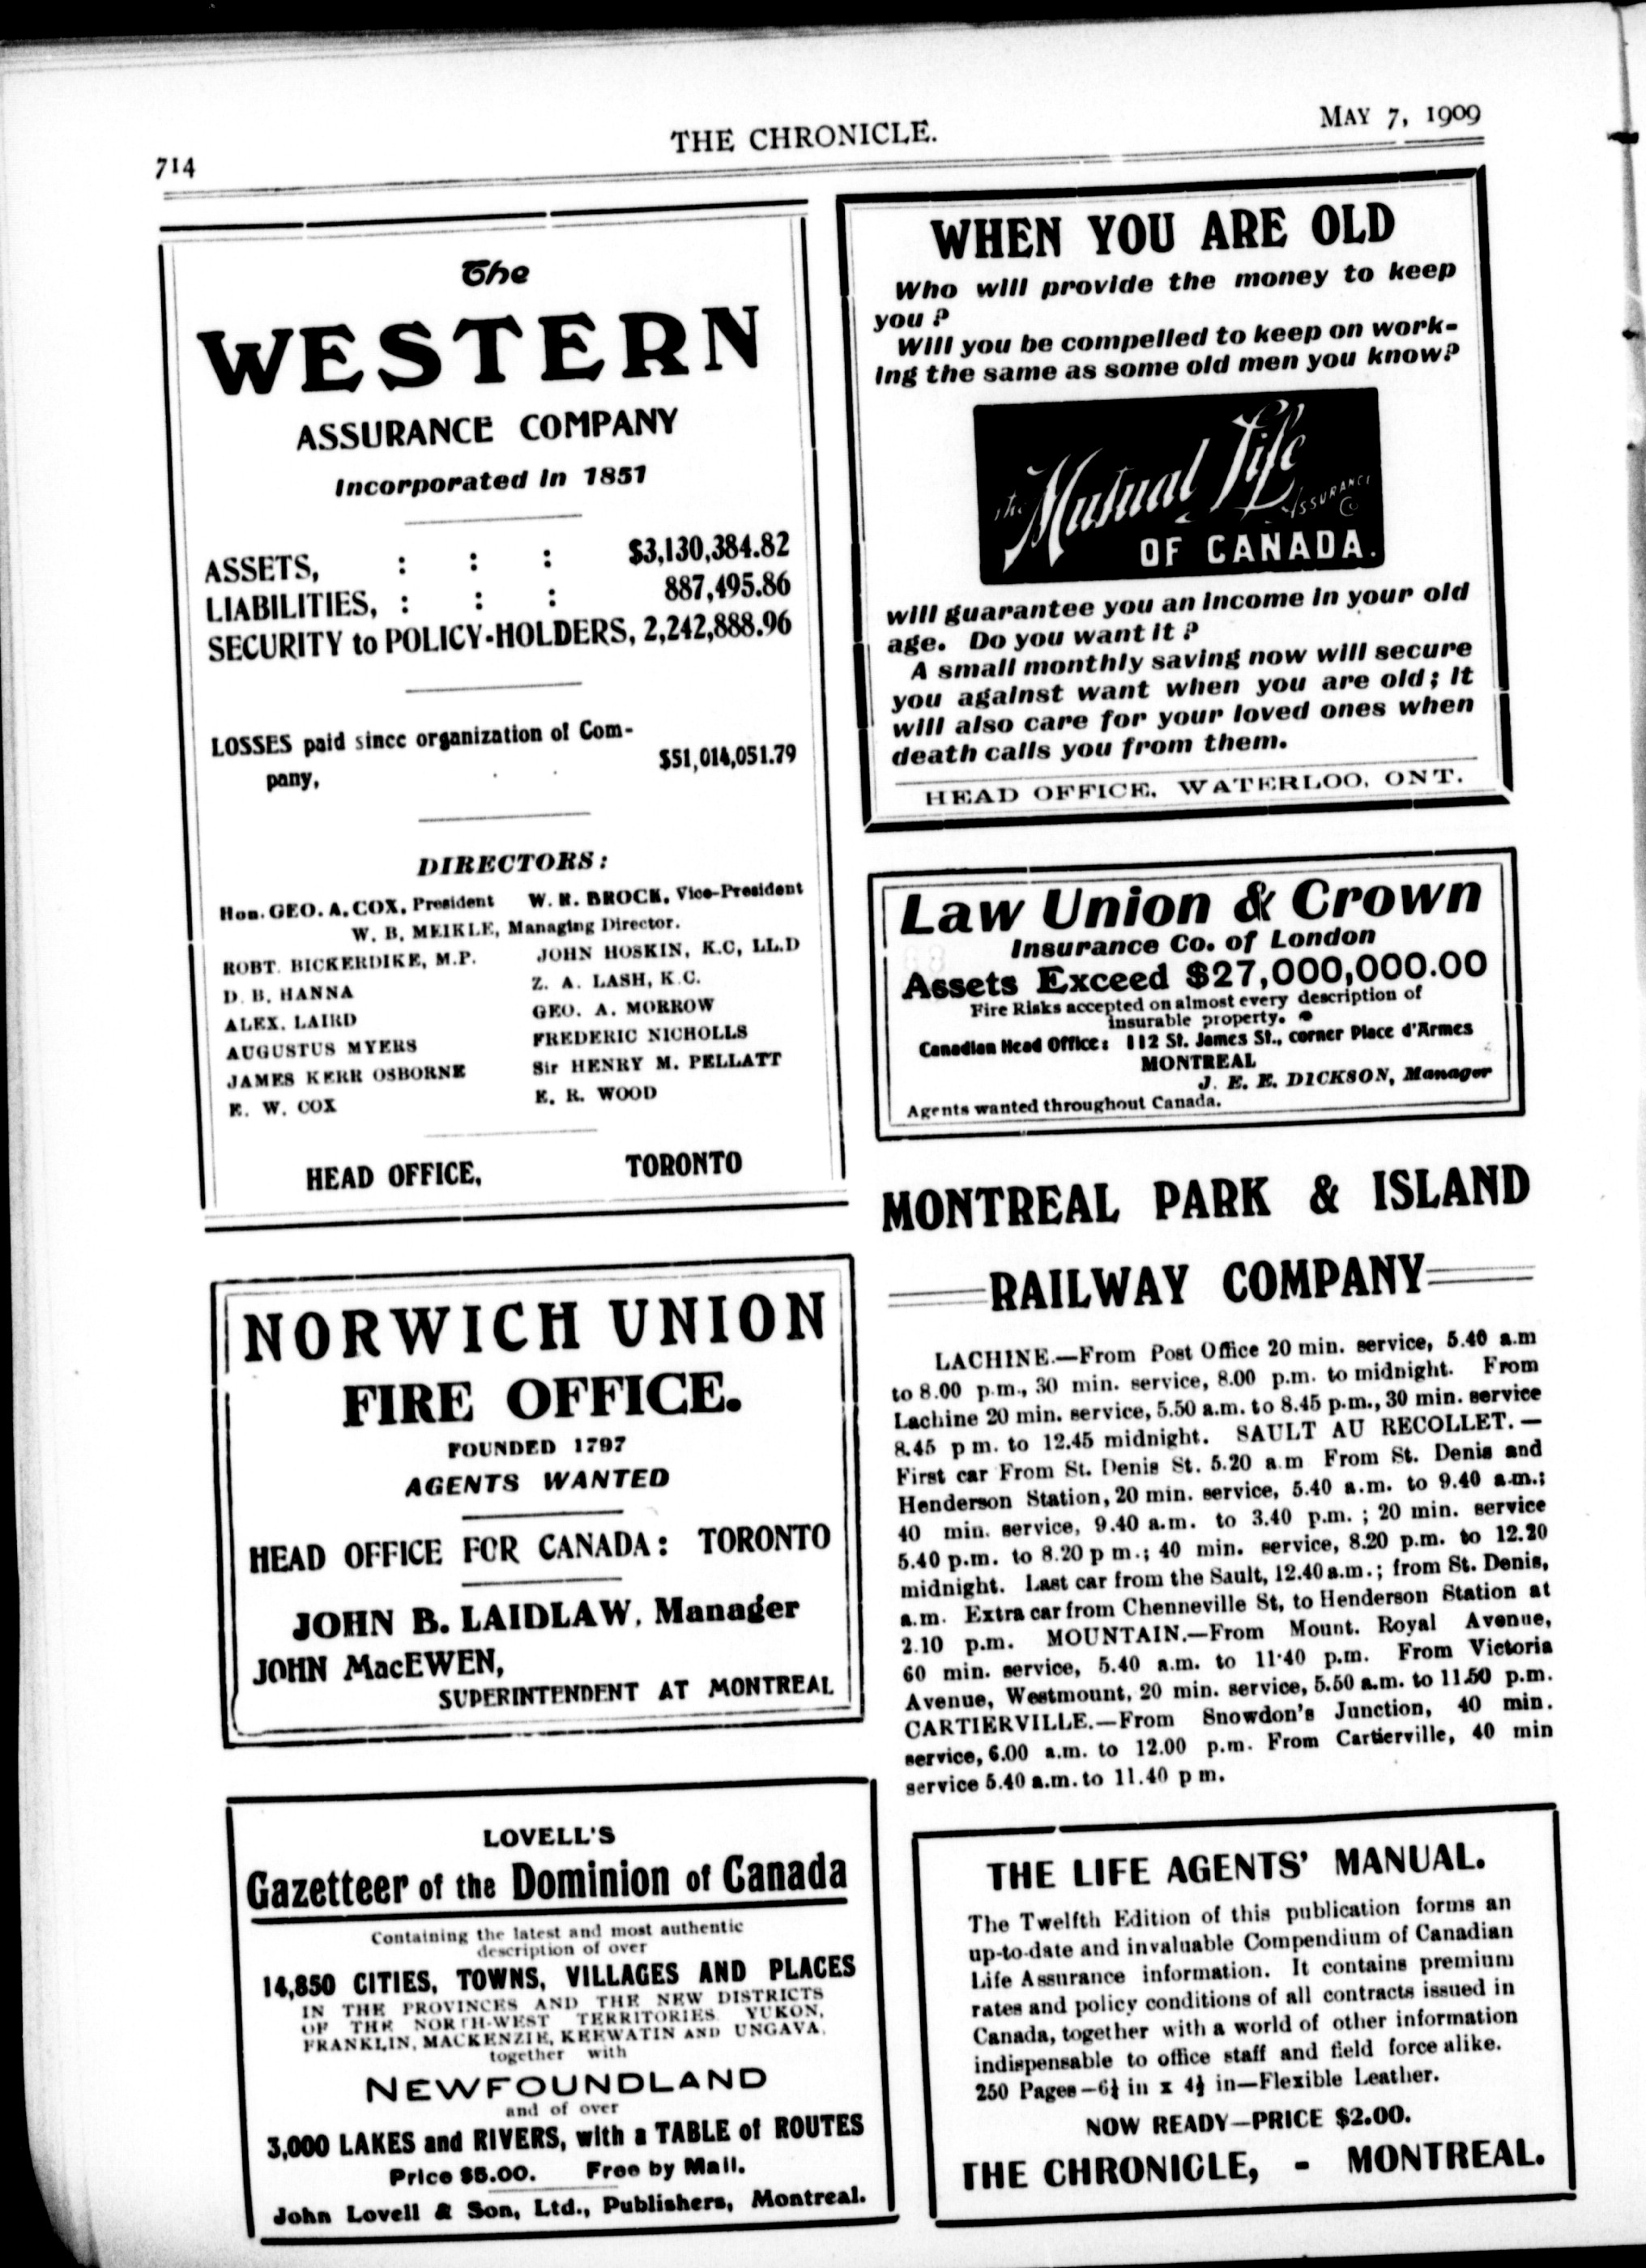 714
THE CHRONICLE.
MAY 7, 1909
The
WESTERN
ASSURANCE COMPANY
Incorporated in 1851
ASSETS, : : : $3,130,384.82
LIABILITIES, : : : 887,495.86
SECURITY to POLICY-HOLDERS, 2,242,888.96
LOSSES paid since organization of Com-
pany, . . $51,014,051.79
DIRECTORS:
Hon. GEO. A. COX, President W. R. BROCK, Vice-President
W. B. MEIKLE, Managing Director.
ROBT. BICKERDIKE, M.P. JOHN HOSKIN, K.C, LL.D
D. B. HANNA Z. A. LASH, K.C.
ALEX. LAIRD GEO. A. MORROW
AUGUSTUS MYERS FREDERIC NICHOLLS
JAMES KERR OSBORNE Sir HENRY M. PELLATT
E. W. COX E. R. WOOD
HEAD OFFICE, TORONTO
NORWICH UNION
FIRE OFFICE.
FOUNDED 1797
AGENTS WANTED
HEAD OFFICE FOR CANADA: TORONTO
JOHN B. LAIDLAW, Manager
JOHN MacEWEN,
SUPERINTENDENT AT MONTREAL
LOVELL'S
Gazetteer of the Dominion of Canada
Containing the latest and most authentic
description of over
14,850 CITIES, TOWNS, VILLAGES AND PLACES
IN THE PROVINCES AND THE NEW DISTRICTS
OF THE NORTH-WEST TERRITORIES YUKON,
FRANKLIN, MACKENZIE, KEEWATIN AND UNGAVA,
together with
NEWFOUNDLAND
and of over
3,000 LAKES and RIVERS, with a TABLE of ROUTES
Price $5.00. Free by Mail.
John Lovell & Son, Ltd., Publishers, Montreal.
WHEN YOU ARE OLD
Who will provide the money to keep
you?
Will you be compelled to keep on work-
ing the same as some old men you know?
The Mutual Life
ASSURANCE Co
OF CANADA.
will guarantee you an income in your old
age. Do you want it?
A small monthly saving now will secure
you against want when you are old; it
will also care for your loved ones when
death calls you from them.
HEAD OFFICE, WATERLOO, ONT.
Law Union & Crown
Insurance Co. of London
Assets Exceed $27,000,000.00
Fire Risks accepted on almost every description of
insurable property.
Canadian Head Office: 112 St. James St., corner Place d'Armes
MONTREAL
J. E. E. DICKSON, Manager
Agents wanted throughout Canada.
MONTREAL PARK & ISLAND
RAILWAY COMPANY
LACHINE.—From Post Office 20 min. service, 5.40 a.m
to 8.00 p.m., 30 min. service, 8.00 p.m. to midnight. From
Lachine 20 min. service, 5.50 a.m. to 8.45 p.m., 30 min. service
8.45 p m. to 12.45 midnight. SAULT AU RECOLLET.—
First car From St. Denis St. 5.20 a.m From St. Denis and
Henderson Station, 20 min. service, 5.40 a.m. to 9.40 a.m.;
40 min. service, 9.40 a.m. to 3.40 p.m. ; 20 min. service
5.40 p.m. to 8.20 p m.; 40 min. service, 8.20 p.m. to 12.20
midnight. Last car from the Sault, 12.40 a.m.; from St. Denis,
a.m. Extra car from Chenneville St, to Henderson Station at
2.10 p.m. MOUNTAIN.—From Mount. Royal Avenue,
60 min. service, 5.40 a.m. to 11·40 p.m. From Victoria
Avenue, Westmount, 20 min. service, 5.50 a.m. to 11.50 p.m.
CARTIERVILLE.—From Snowdon's Junction, 40 min.
service, 6.00 a.m. to 12.00 p.m. From Cartierville, 40 min
service 5.40 a.m. to 11.40 p m.
THE LIFE AGENTS' MANUAL.
The Twelfth Edition of this publication forms an
up-to-date and invaluable Compendium of Canadian
Life Assurance information. It contains premium
rates and policy conditions of all contracts issued in
Canada, together with a world of other information
indispensable to office staff and field force alike.
250 Pages—6½ in x 4½ in—Flexible Leather.
NOW READY—PRICE $2.00.
THE CHRONICLE, - MONTREAL.